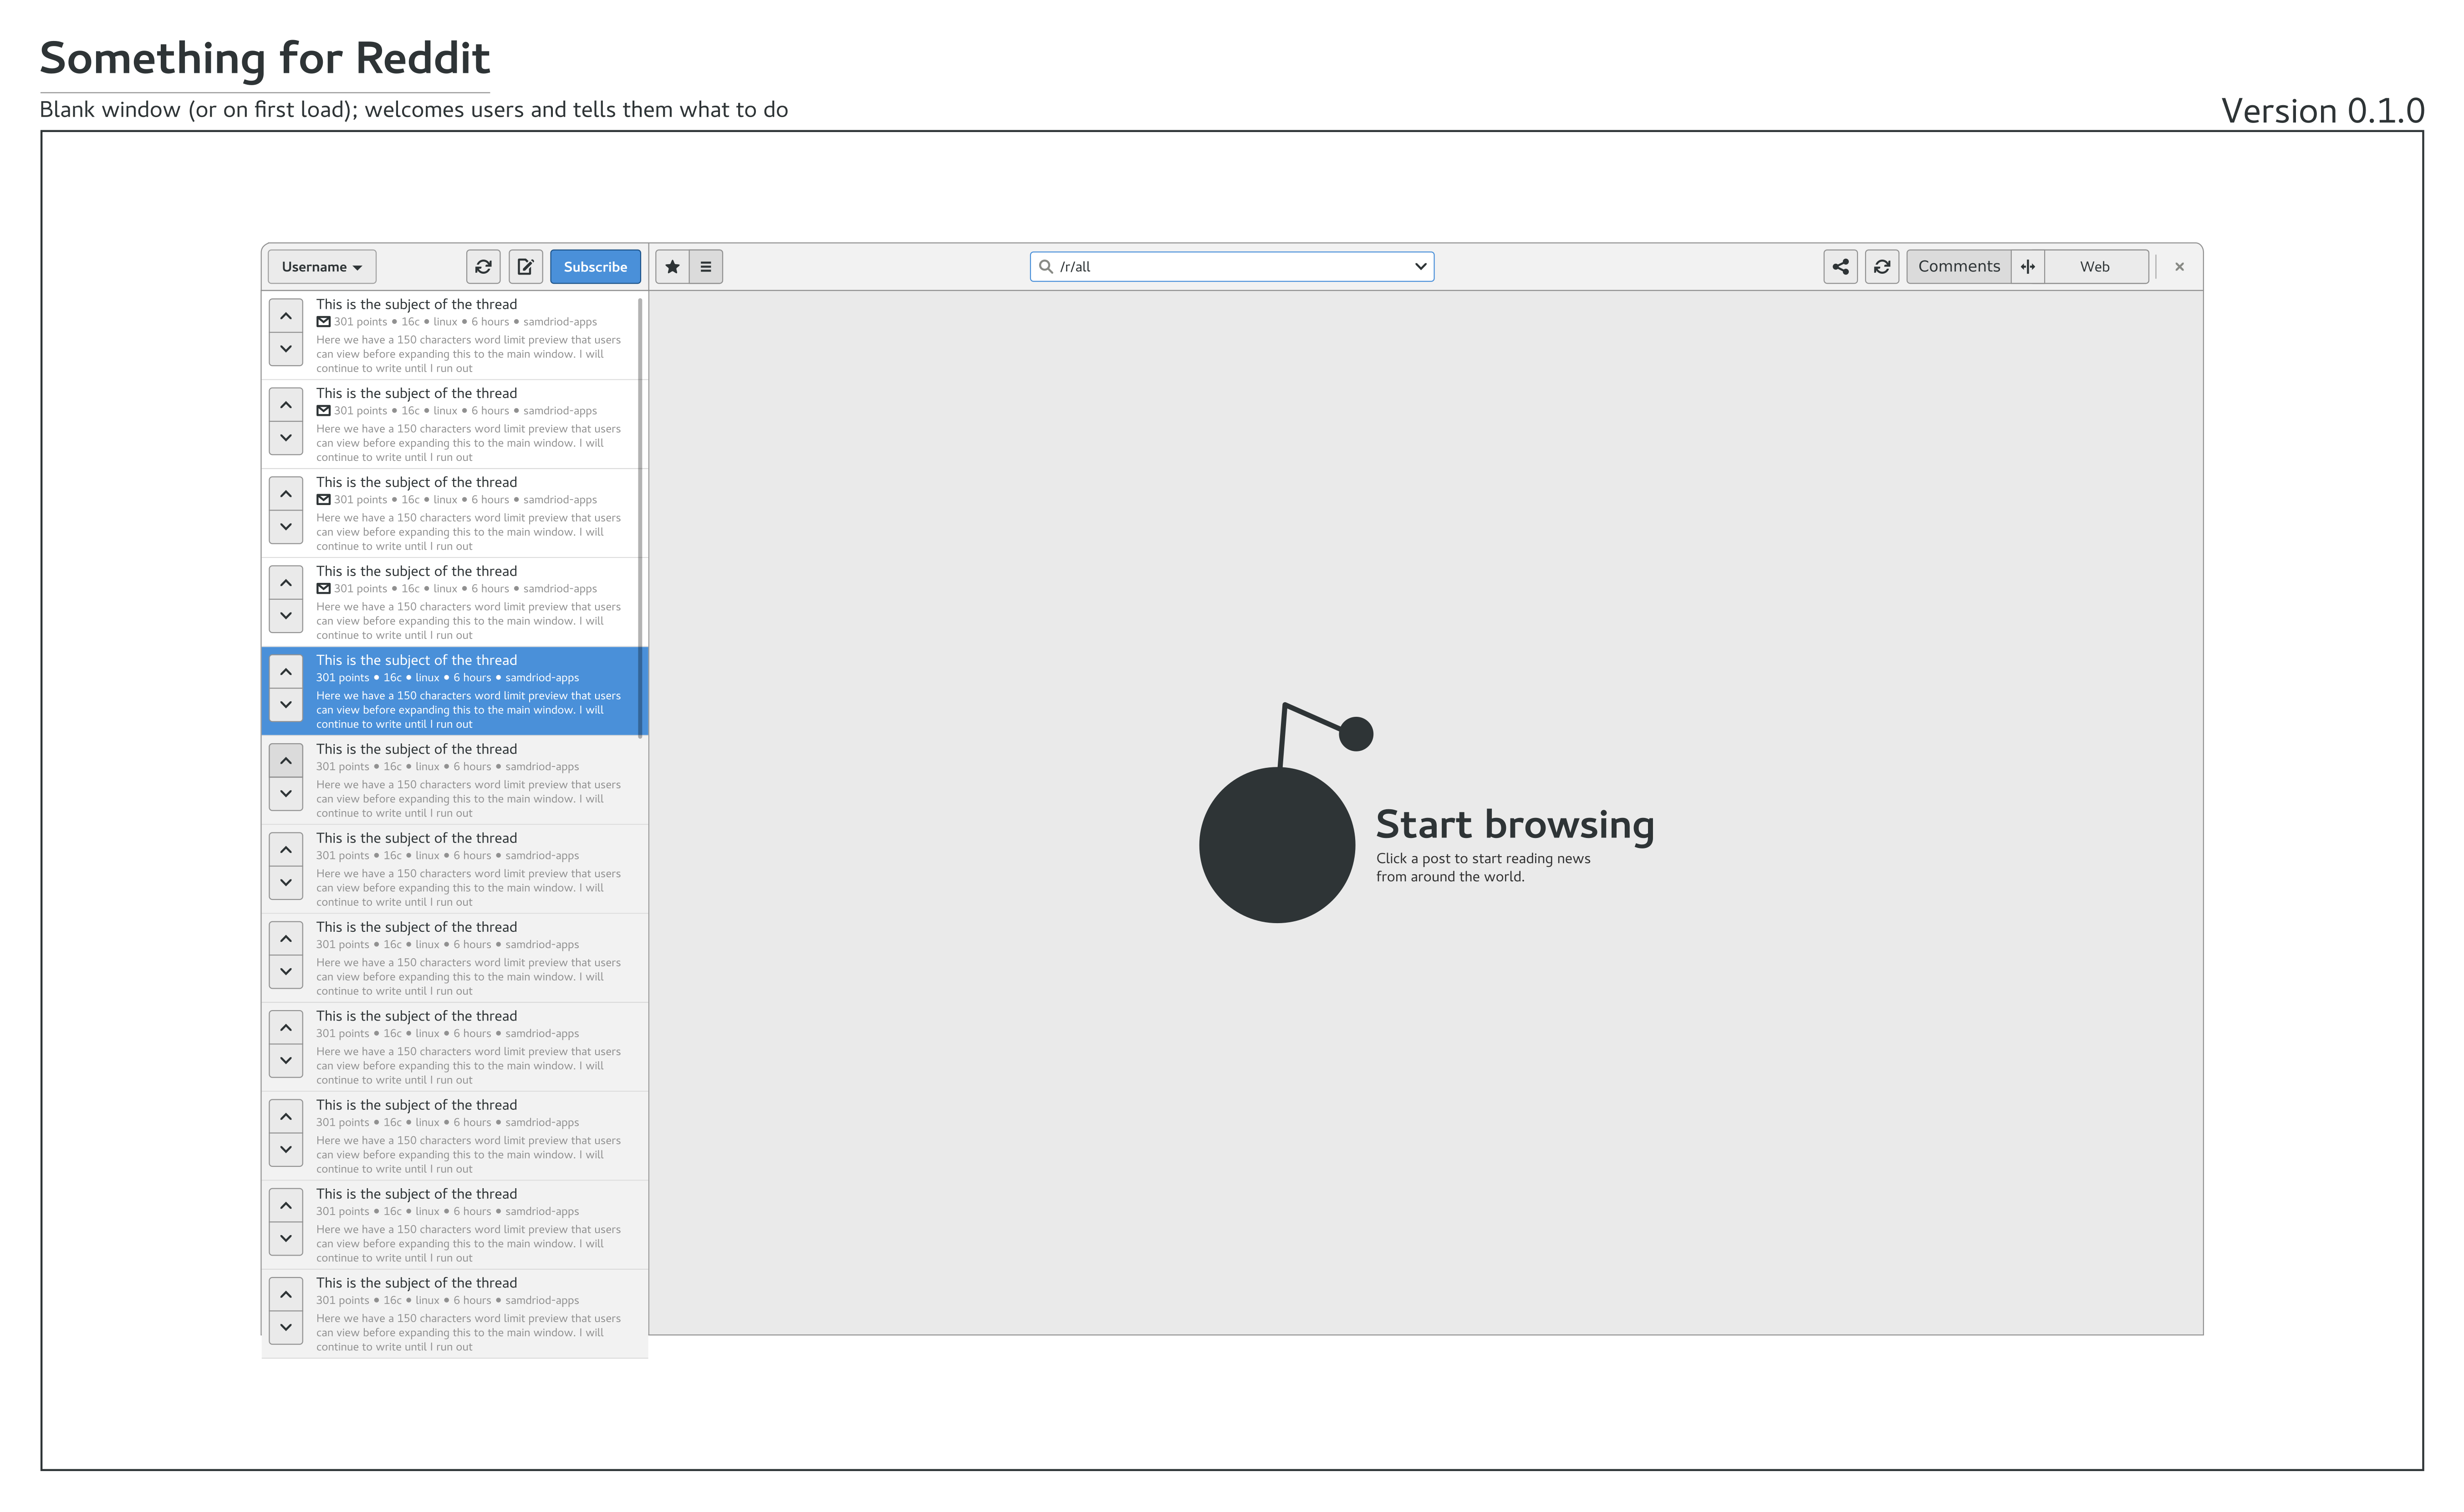 Something for Reddit
Blank window (or on first load); welcomes users and tells them what to do
Version 0.1.0
Username
Subscribe
/r/all
Comments
Web
This is the subject of the thread
301 points • 16c • linux • 6 hours • samdriod-apps
Here we have a 150 characters word limit preview that users
can view before expanding this to the main window. I will
continue to write until I run out
This is the subject of the thread
301 points • 16c • linux • 6 hours • samdriod-apps
Here we have a 150 characters word limit preview that users
can view before expanding this to the main window. I will
continue to write until I run out
This is the subject of the thread
301 points • 16c • linux • 6 hours • samdriod-apps
Here we have a 150 characters word limit preview that users
can view before expanding this to the main window. I will
continue to write until I run out
This is the subject of the thread
301 points • 16c • linux • 6 hours • samdriod-apps
Here we have a 150 characters word limit preview that users
can view before expanding this to the main window. I will
continue to write until I run out
This is the subject of the thread
301 points • 16c • linux • 6 hours • samdriod-apps
Here we have a 150 characters word limit preview that users
can view before expanding this to the main window. I will
continue to write until I run out
This is the subject of the thread
301 points • 16c • linux • 6 hours • samdriod-apps
Here we have a 150 characters word limit preview that users
can view before expanding this to the main window. I will
continue to write until I run out
This is the subject of the thread
301 points • 16c • linux • 6 hours • samdriod-apps
Here we have a 150 characters word limit preview that users
can view before expanding this to the main window. I will
continue to write until I run out
This is the subject of the thread
301 points • 16c • linux • 6 hours • samdriod-apps
Here we have a 150 characters word limit preview that users
can view before expanding this to the main window. I will
continue to write until I run out
This is the subject of the thread
301 points • 16c • linux • 6 hours • samdriod-apps
Here we have a 150 characters word limit preview that users
can view before expanding this to the main window. I will
continue to write until I run out
This is the subject of the thread
301 points • 16c • linux • 6 hours • samdriod-apps
Here we have a 150 characters word limit preview that users
can view before expanding this to the main window. I will
continue to write until I run out
This is the subject of the thread
301 points • 16c • linux • 6 hours • samdriod-apps
Here we have a 150 characters word limit preview that users
can view before expanding this to the main window. I will
continue to write until I run out
This is the subject of the thread
301 points • 16c • linux • 6 hours • samdriod-apps
Here we have a 150 characters word limit preview that users
can view before expanding this to the main window. I will
continue to write until I run out
Start browsing
Click a post to start reading news
from around the world.